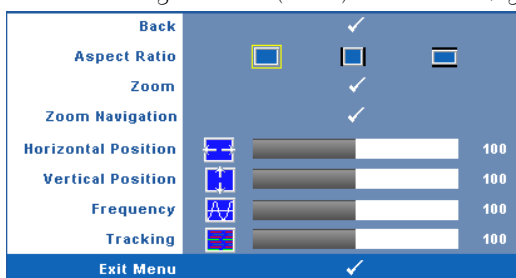 Back
Aspect Ratio
Zoom
Zoom Navigation
Horizontal Position 100
Vertical Position 100
Frequency 100
Tracking 100
Exit Menu